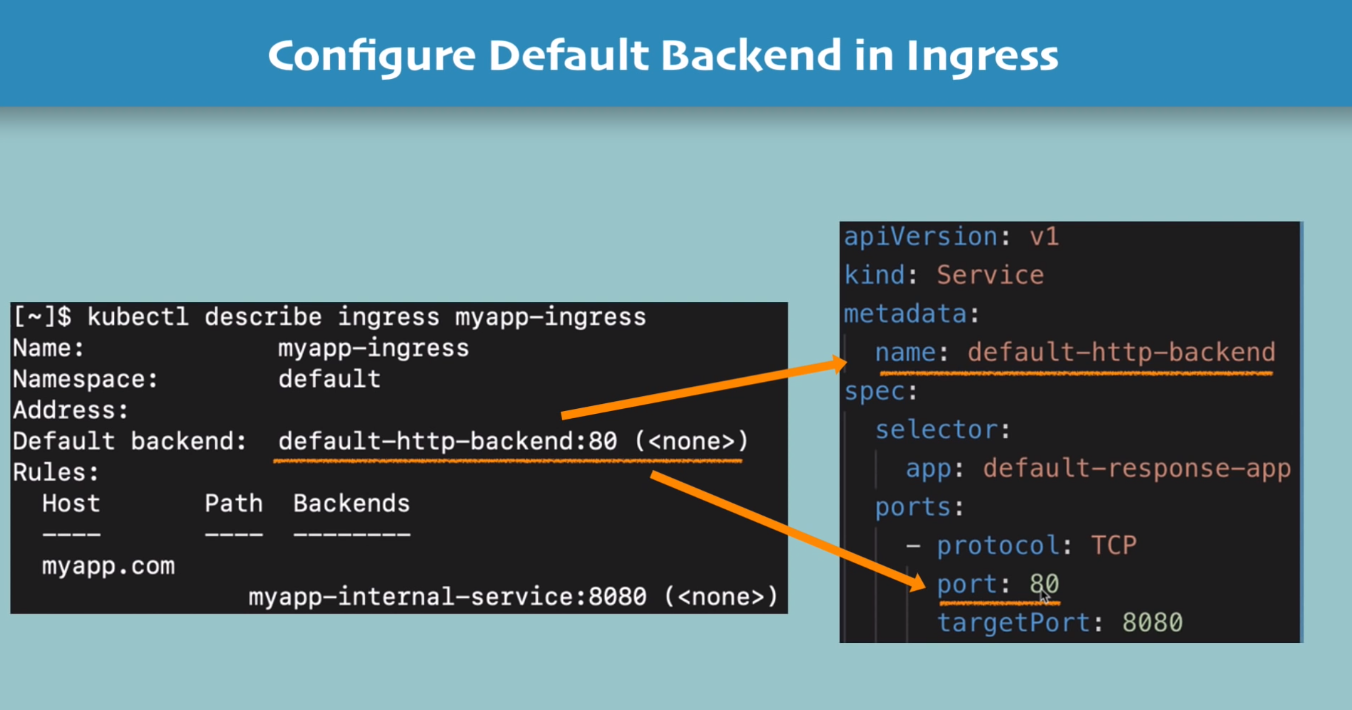 Configure Default Backend in Ingress
[~]$ kubectl describe ingress myapp-ingress
Name: myapp-ingress
Namespace: default
Address:
Default backend: default-http-backend:80 (<none>)
Rules:
Host Path Backends
---- ---- --------
myapp.com
myapp-internal-service:8080 (<none>)
apiVersion: v1
kind: Service
metadata:
name: default-http-backend
spec:
selector:
app: default-response-app
ports:
- protocol: TCP
port: 80
targetPort: 8080